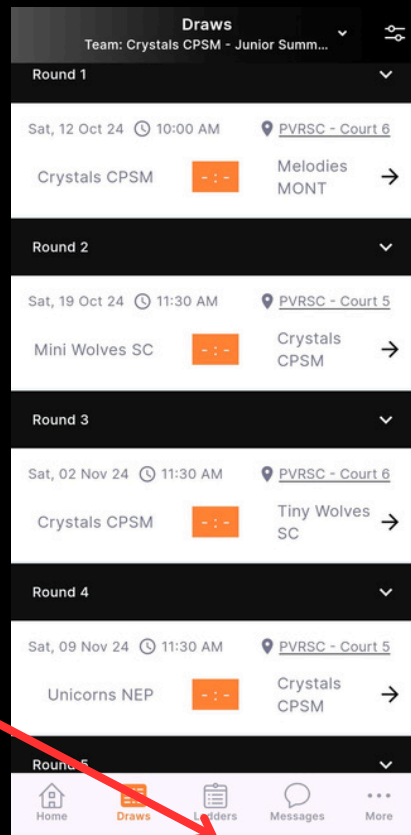 Draws
Team: Crystals CPSM - Junior Summ...
Round 1
Sat, 12 Oct 24 10:00 AM PVRSC - Court 6
Crystals CPSM - : - Melodies
MONT
Round 2
Sat, 19 Oct 24 11:30 AM PVRSC - Court 5
Mini Wolves SC - : - Crystals
CPSM
Round 3
Sat, 02 Nov 24 11:30 AM PVRSC - Court 6
Crystals CPSM - : - Tiny Wolves
SC
Round 4
Sat, 09 Nov 24 11:30 AM PVRSC - Court 5
Unicorns NEP - : - Crystals
CPSM
Round 5
Home Draws Ladders Messages More